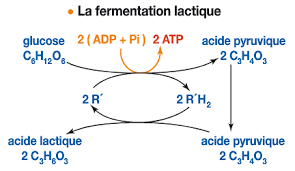 • La fermentation lactique
glucose 2 ( ADP + Pi ) 2 ATP acide pyruvique
C₆H₁₂O₆ 2 C₃H₄O₃
2 R´ 2 R´H₂
acide lactique acide pyruvique
2 C₃H₆O₃ 2 C₃H₄O₃